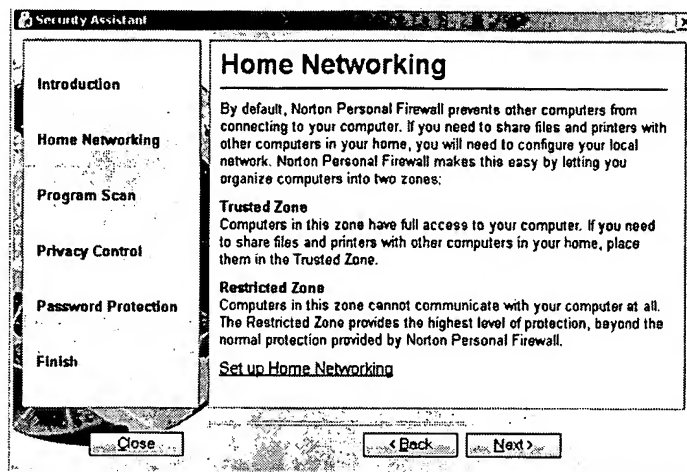 Security Assistant
Introduction
Home Networking
Program Scan
Privacy Control
Password Protection
Finish
Home Networking
By default, Norton Personal Firewall prevents other computers from
connecting to your computer. If you need to share files and printers with
other computers in your home, you will need to configure your local
network. Norton Personal Firewall makes this easy by letting you
organize computers into two zones:
Trusted Zone
Computers in this zone have full access to your computer. If you need
to share files and printers with other computers in your home, place
them in the Trusted Zone.
Restricted Zone
Computers in this zone cannot communicate with your computer at all.
The Restricted Zone provides the highest level of protection, beyond the
normal protection provided by Norton Personal Firewall.
Set up Home Networking
Close
< Back
Next >